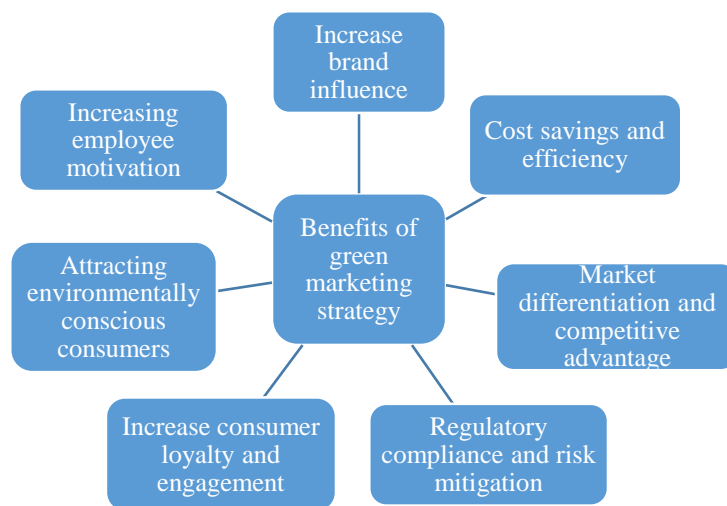 Increase
brand
influence
Increasing
employee
motivation
Cost savings and
efficiency
Benefits of
green
marketing
strategy
Attracting
environmentally
conscious
consumers
Market
differentiation and
competitive
advantage
Increase consumer
loyalty and
engagement
Regulatory
compliance and risk
mitigation